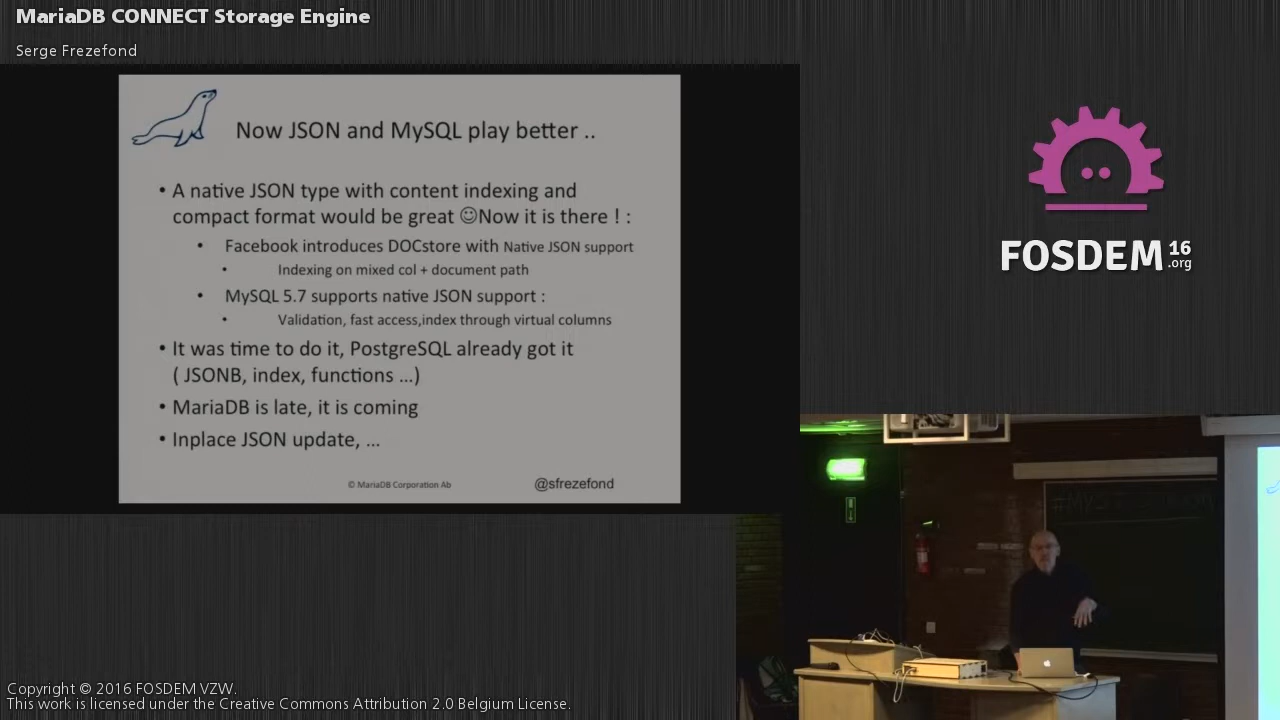 MariaDB CONNECT Storage Engine
Serge Frezefond
Now JSON and MySQL play better ..
• A native JSON type with content indexing and
compact format would be great ☺Now it is there ! :
• Facebook introduces DOCstore with Native JSON support
• Indexing on mixed col + document path
• MySQL 5.7 supports native JSON support :
• Validation, fast access,index through virtual columns
• It was time to do it, PostgreSQL already got it
( JSONB, index, functions ...)
• MariaDB is late, it is coming
• Inplace JSON update, ...
© MariaDB Corporation Ab
@sfrezefond
FOSDEM 16
.org
Copyright © 2016 FOSDEM VZW.
This work is licensed under the Creative Commons Attribution 2.0 Belgium License.